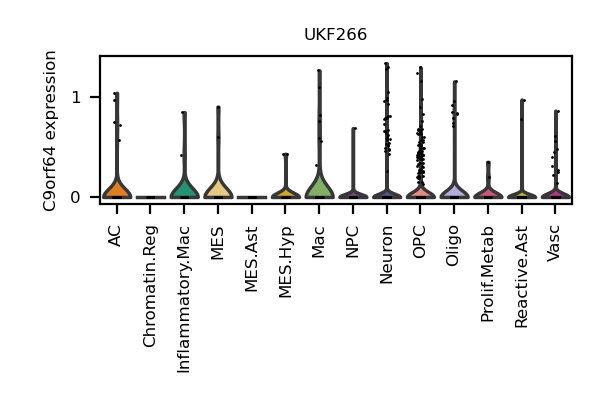 UKF266
C9orf64 expression
1
0
AC
Chromatin.Reg
Inflammatory.Mac
MES
MES.Ast
MES.Hyp
Mac
NPC
Neuron
OPC
Oligo
Prolif.Metab
Reactive.Ast
Vasc